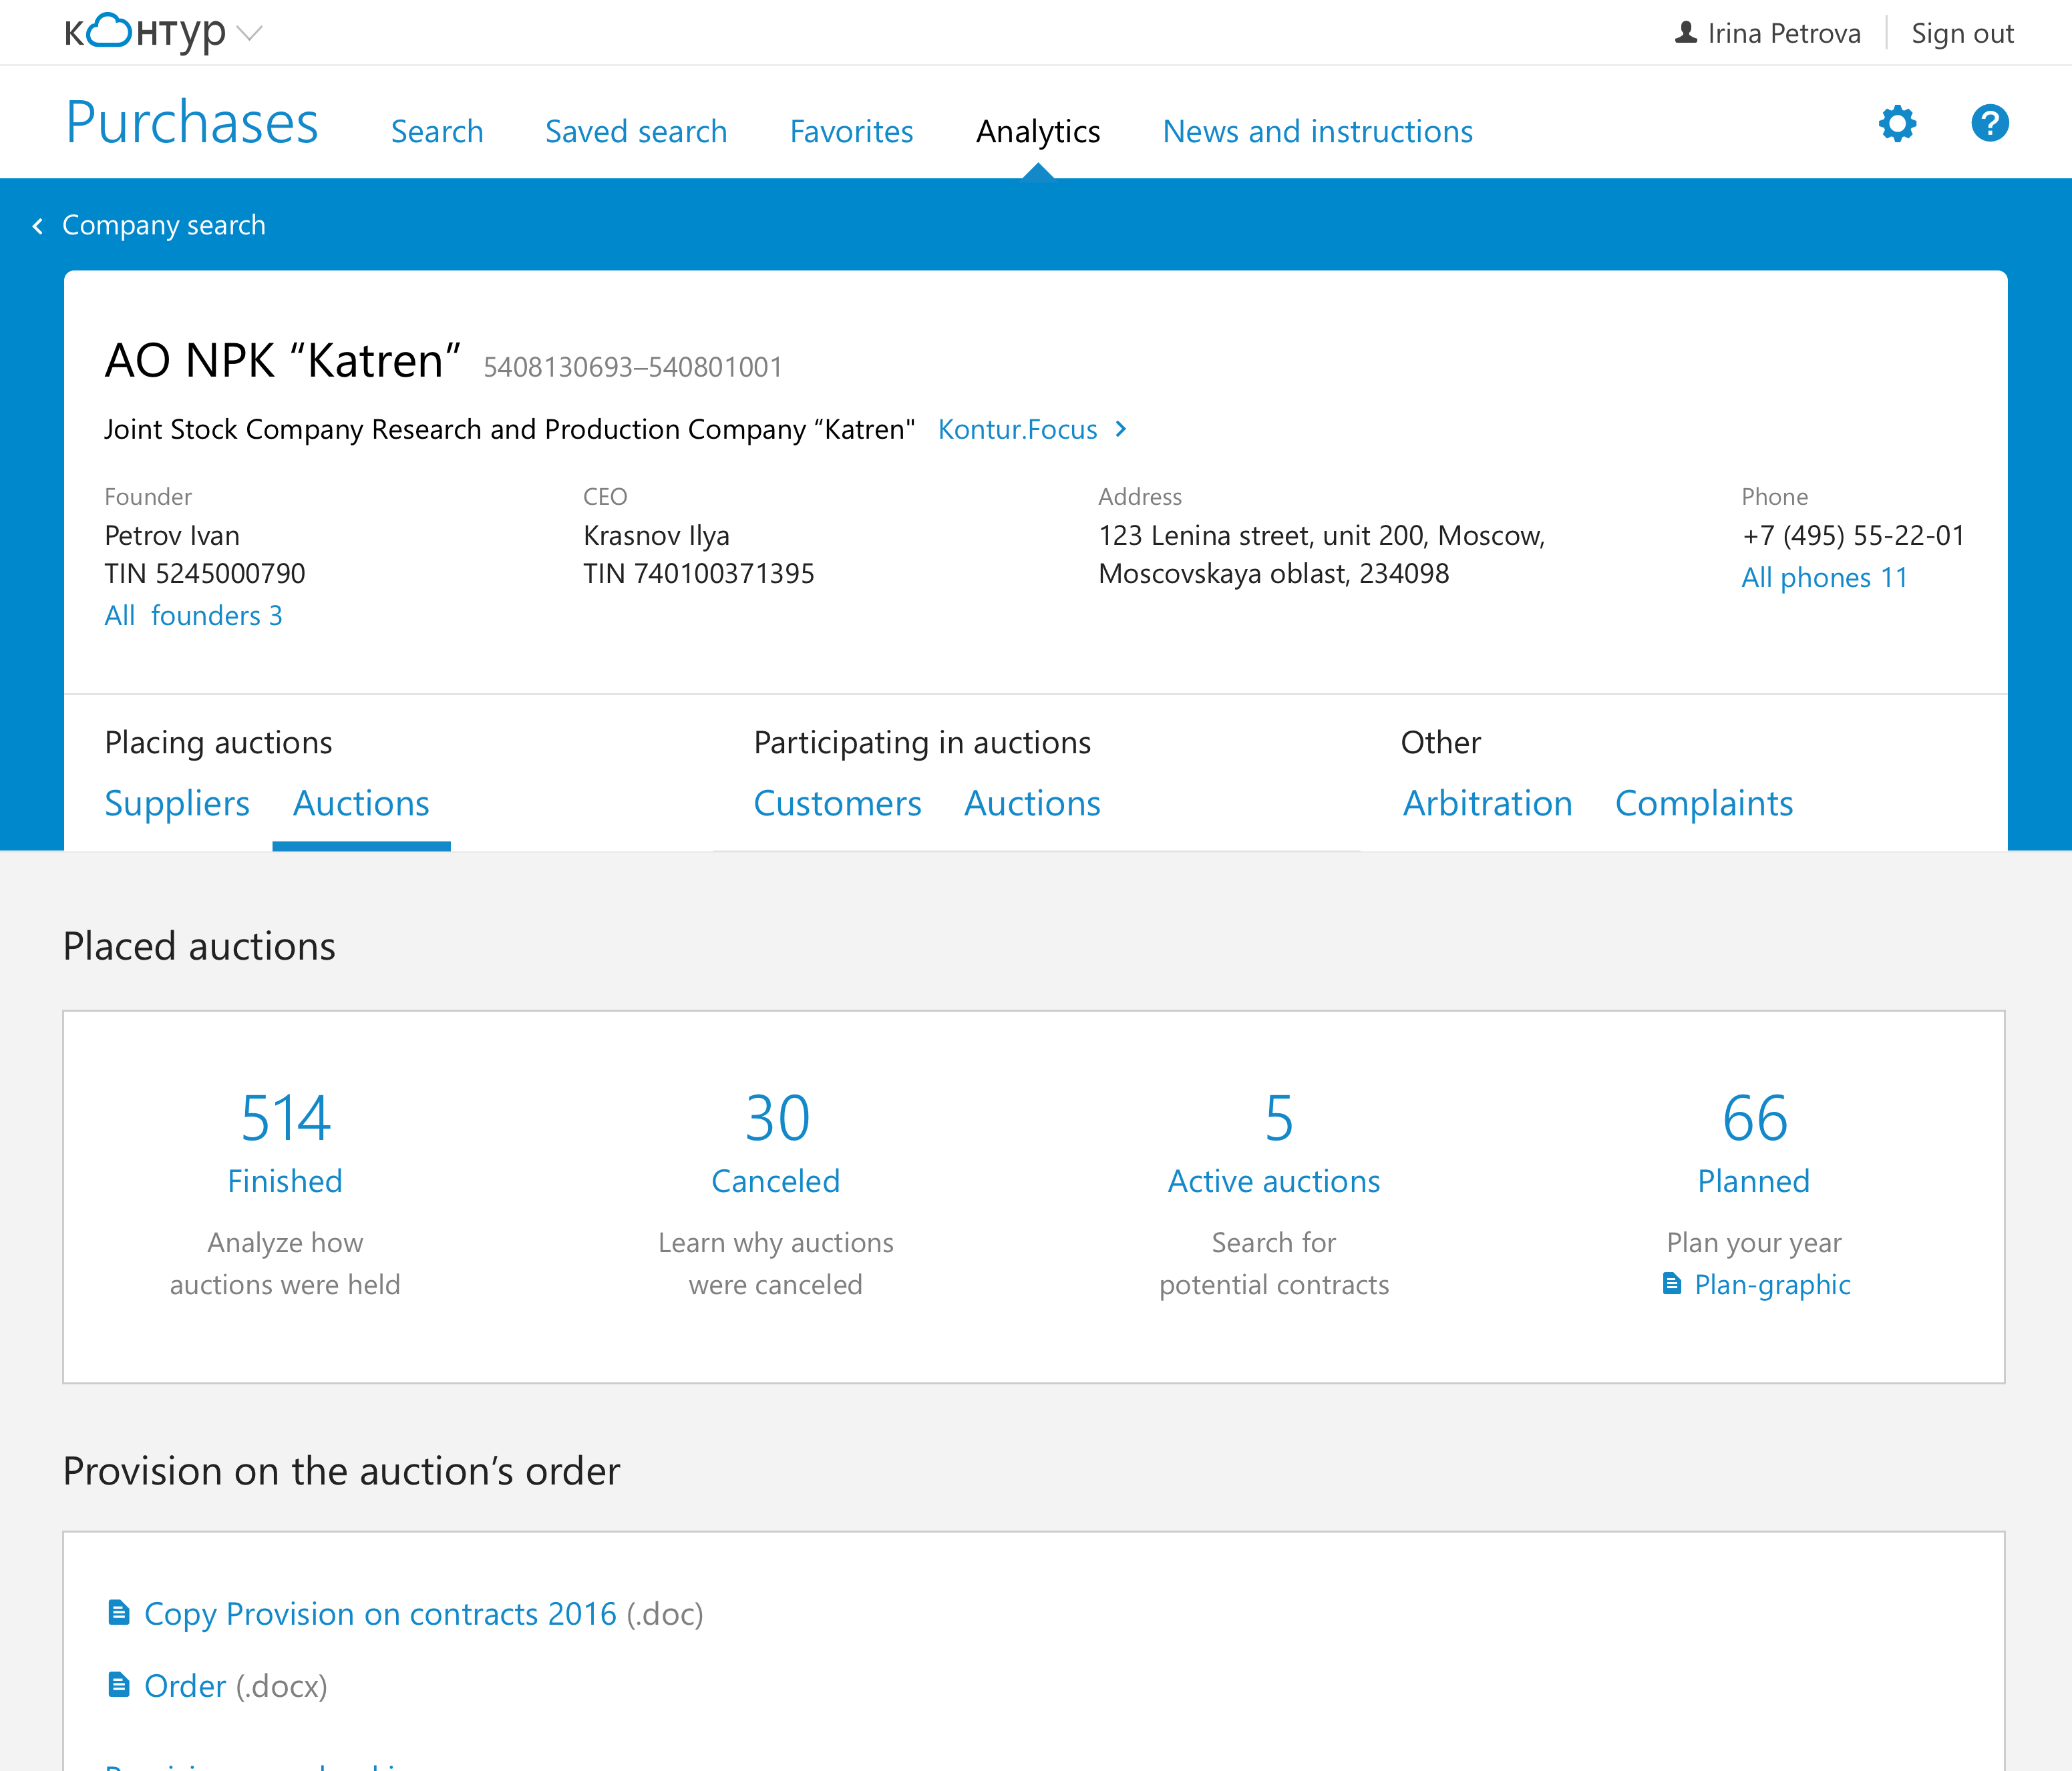 контур
Irina Petrova
Sign out
Purchases
Search
Saved search
Favorites
Analytics
News and instructions
?
Company search
AO NPK “Katren” 5408130693–540801001
Joint Stock Company Research and Production Company “Katren" Kontur.Focus
Founder
Petrov Ivan
TIN 5245000790
All founders 3
CEO
Krasnov Ilya
TIN 740100371395
Address
123 Lenina street, unit 200, Moscow,
Moscovskaya oblast, 234098
Phone
+7 (495) 55-22-01
All phones 11
Placing auctions
Suppliers Auctions
Participating in auctions
Customers Auctions
Other
Arbitration Complaints
Placed auctions
514
Finished
Analyze how
auctions were held
30
Canceled
Learn why auctions
were canceled
5
Active auctions
Search for
potential contracts
66
Planned
Plan your year
Plan-graphic
Provision on the auction’s order
Copy Provision on contracts 2016 (.doc)
Order (.docx)